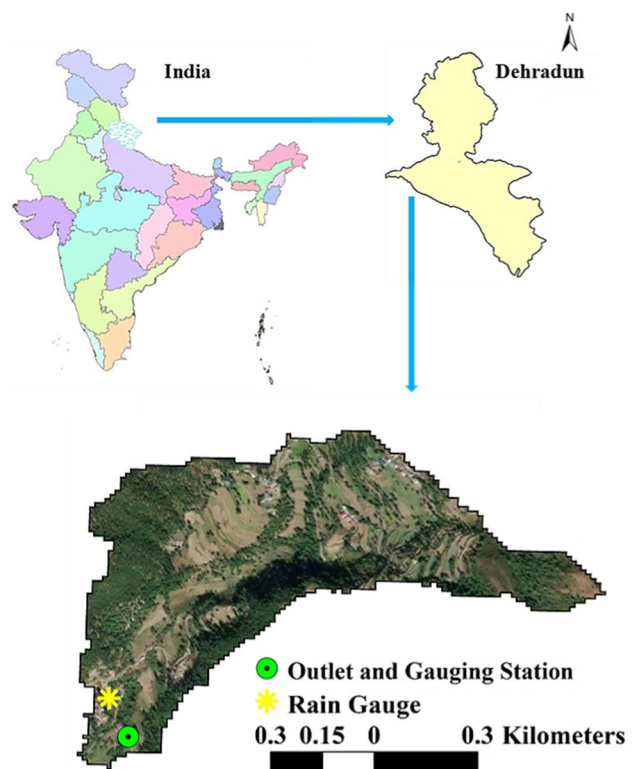 N
India
Dehradun
Outlet and Gauging Station
Rain Gauge
0.3 0.15 0 0.3 Kilometers